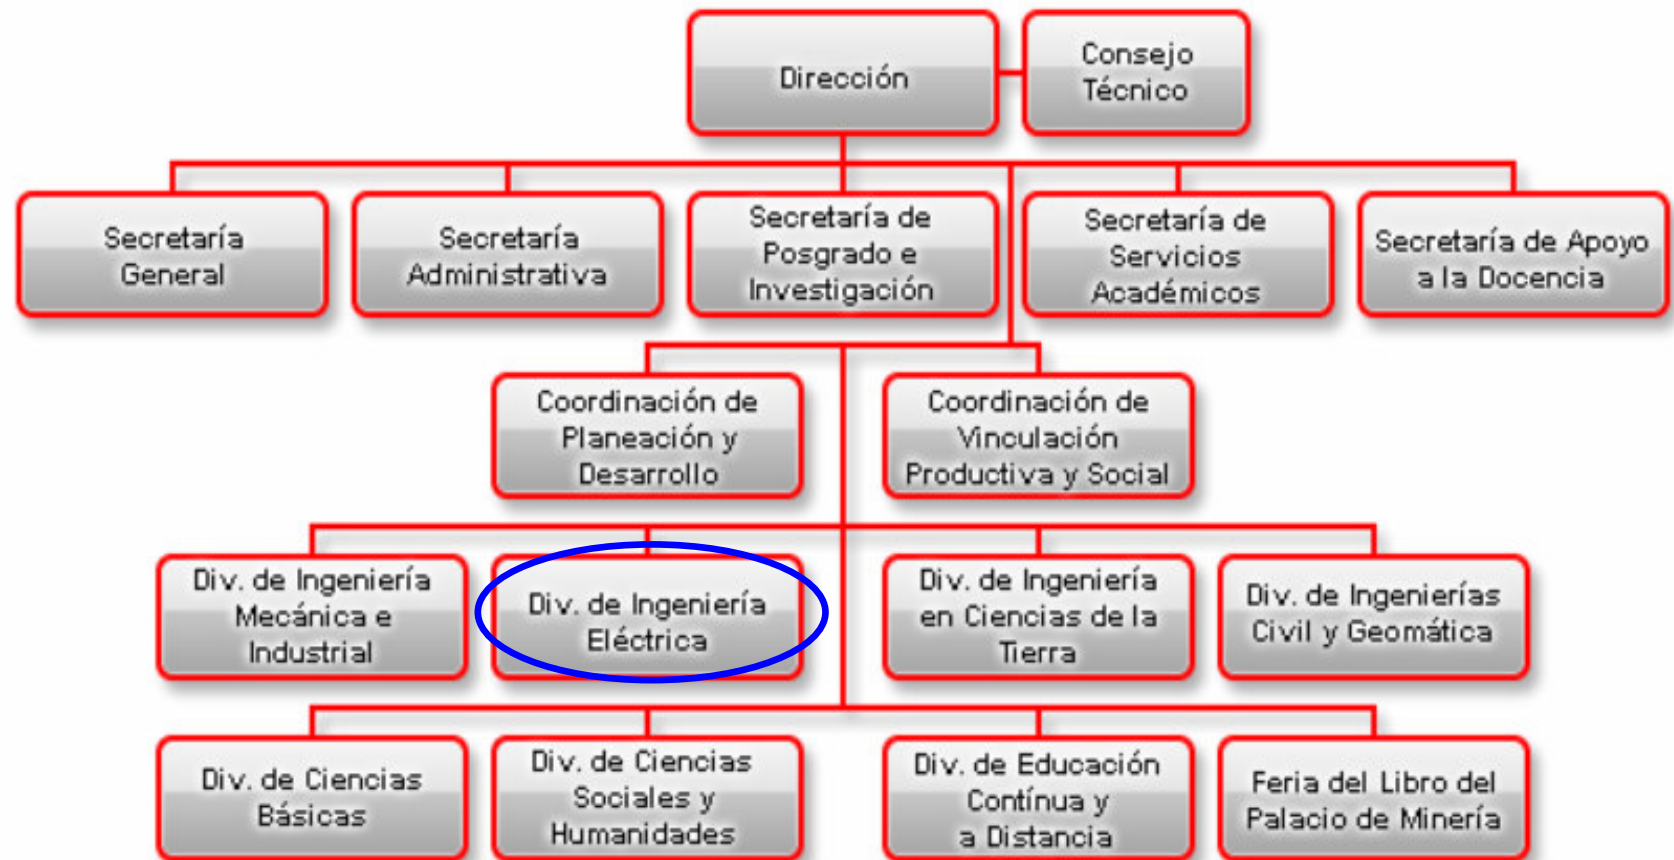 Dirección
Consejo
Técnico
Secretaría
General
Secretaría
Administrativa
Secretaría de
Posgrado e
Investigación
Secretaría de
Servicios
Académicos
Secretaría de Apoyo
a la Docencia
Coordinación de
Planeación y
Desarrollo
Coordinación de
Vinculación
Productiva y Social
Div. de Ingeniería
Mecánica e
Industrial
Div. de Ingeniería
Eléctrica
Div. de Ingeniería
en Ciencias de la
Tierra
Div. de Ingenierías
Civil y Geomática
Div. de Ciencias
Básicas
Div. de Ciencias
Sociales y
Humanidades
Div. de Educación
Contínua y
a Distancia
Feria del Libro del
Palacio de Minería